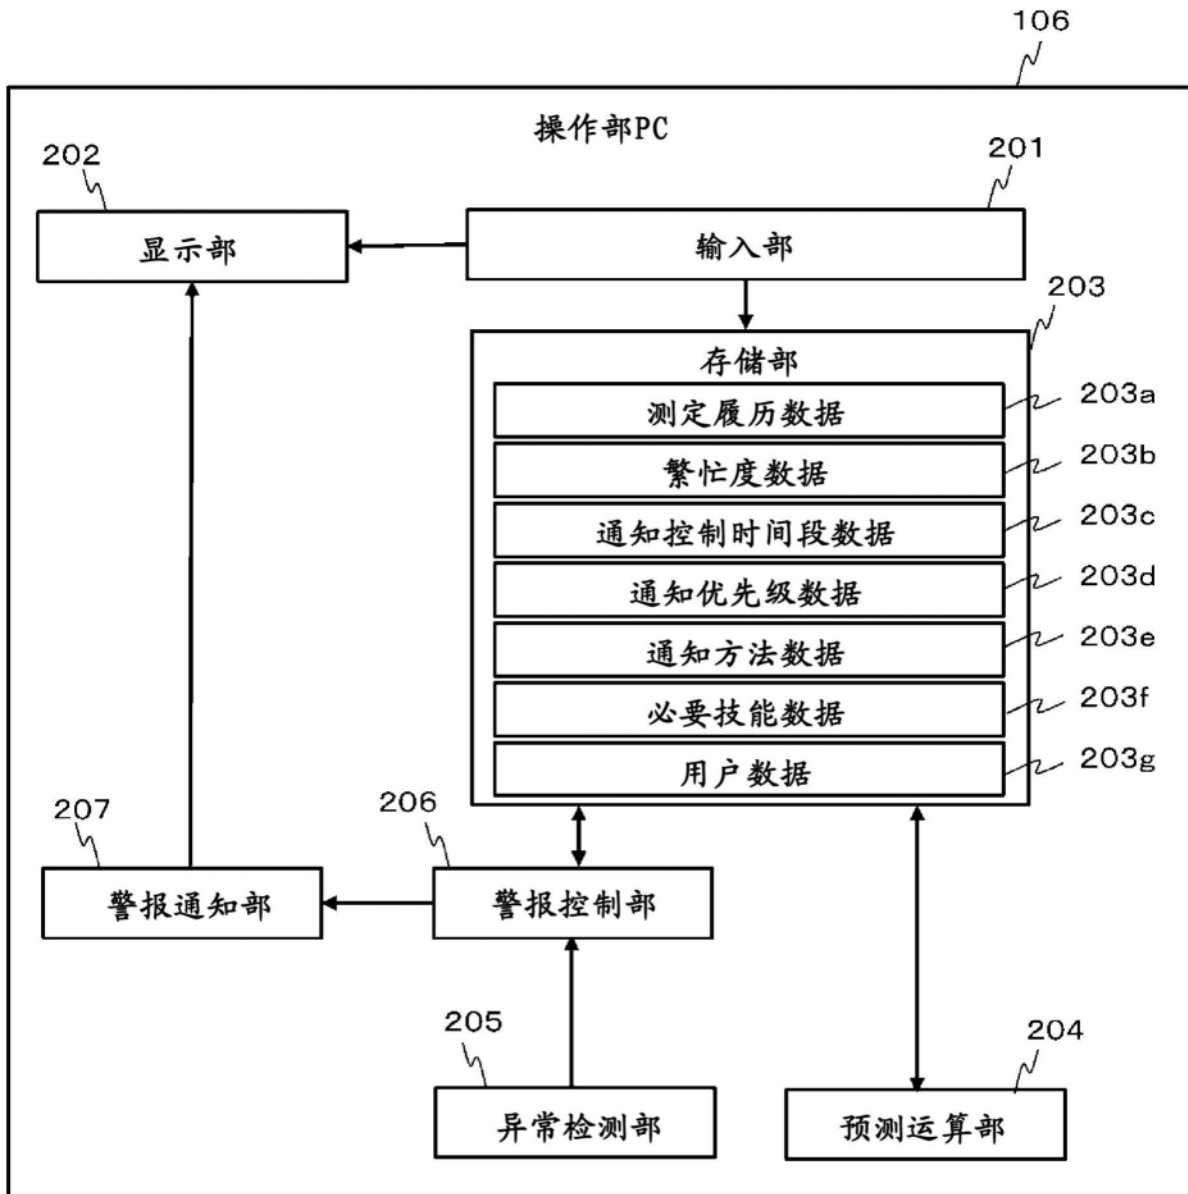 106
操作部PC
202
201
显示部
输入部
203
存储部
测定履历数据
203a
繁忙度数据
203b
通知控制时间段数据
203c
通知优先级数据
203d
通知方法数据
203e
必要技能数据
203f
用户数据
203g
207
206
警报通知部
警报控制部
205
204
异常检测部
预测运算部